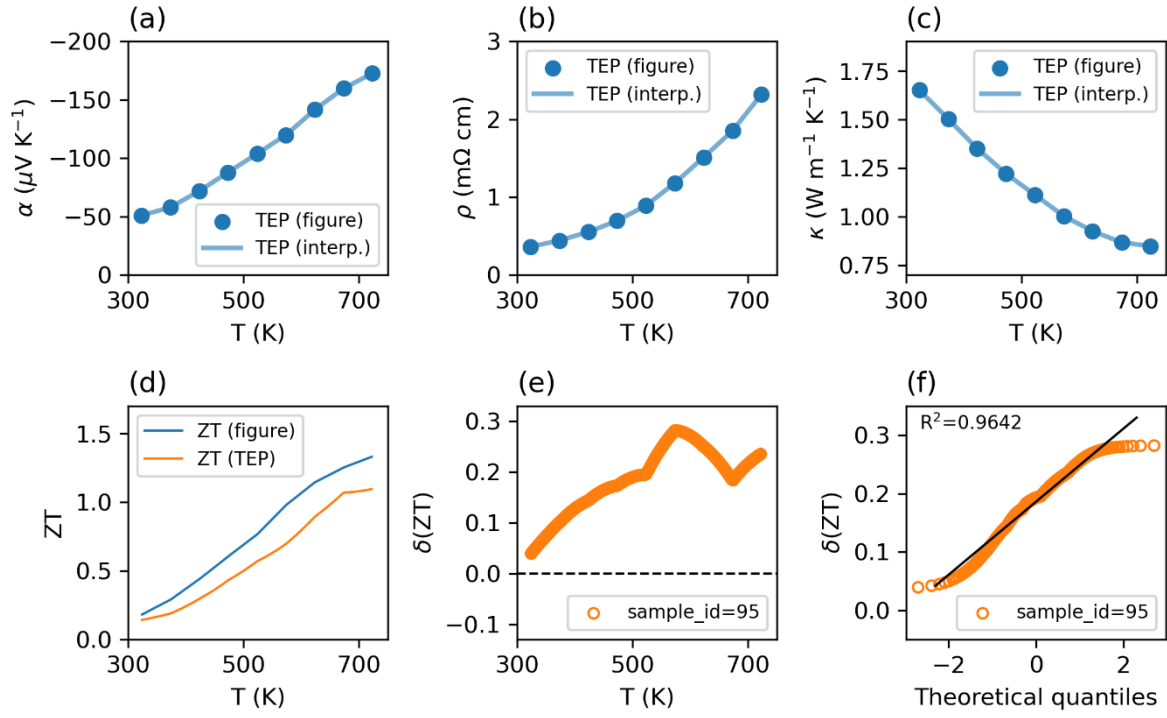 (a)
α (μV K⁻¹)
−200
−150
−100
−50
0
TEP (figure)
TEP (interp.)
300
500
700
T (K)
(b)
ρ (mΩ cm)
3
2
1
0
TEP (figure)
TEP (interp.)
300
500
700
T (K)
(c)
κ (W m⁻¹ K⁻¹)
1.75
1.50
1.25
1.00
0.75
TEP (figure)
TEP (interp.)
300
500
700
T (K)
(d)
ZT
1.5
1.0
0.5
0.0
ZT (figure)
ZT (TEP)
300
500
700
T (K)
(e)
δ(ZT)
0.3
0.2
0.1
0.0
−0.1
sample_id=95
300
500
700
T (K)
(f)
δ(ZT)
0.3
0.2
0.1
0.0
R²=0.9642
sample_id=95
−2
0
2
Theoretical quantiles